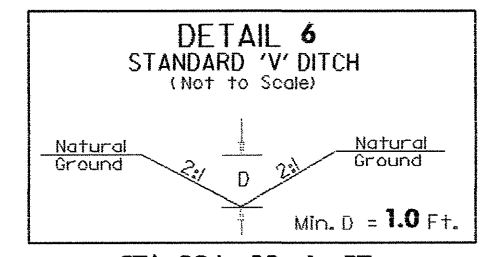 DETAIL 6
STANDARD 'V' DITCH
(Not to Scale)
Natural
Ground
2:1
D
2:1
Natural
Ground
Min. D = 1.0 Ft.